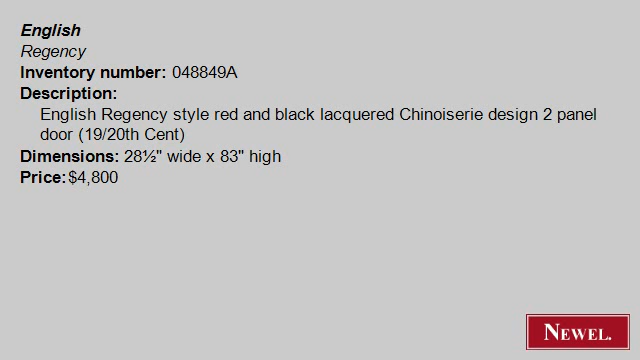 English
Regency
Inventory number: 048849A
Description:
English Regency style red and black lacquered Chinoiserie design 2 panel
door (19/20th Cent)
Dimensions: 28½" wide x 83" high
Price:$4,800
NEWEL.